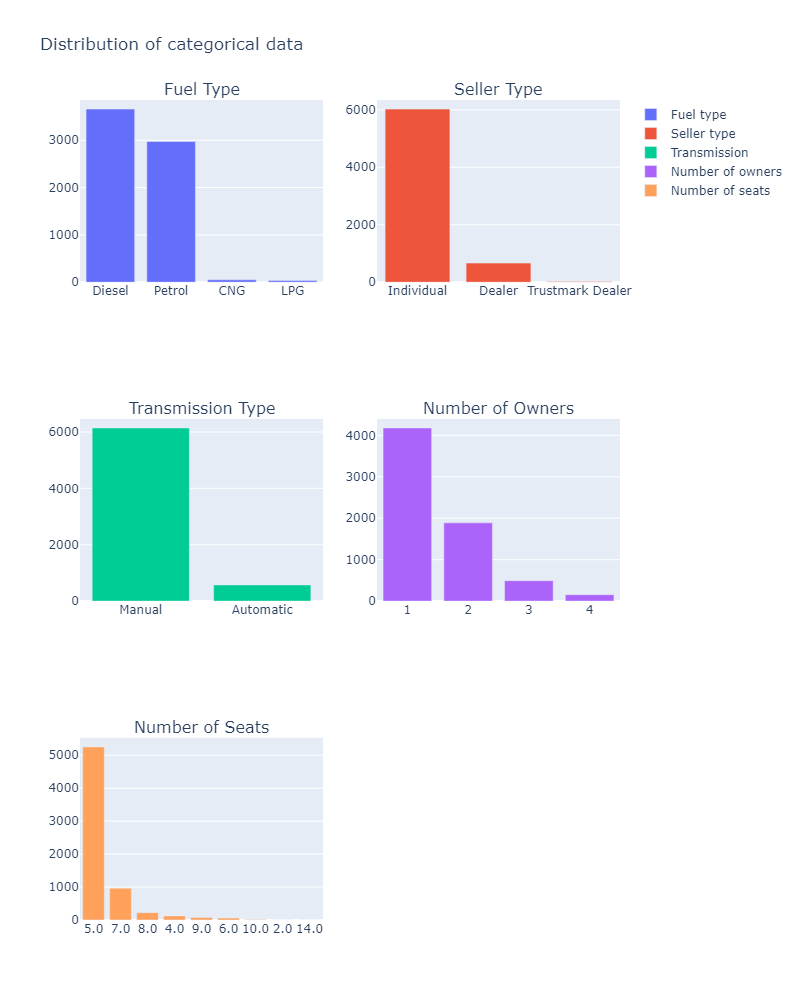 Distribution of categorical data
Fuel Type
3000
2000
1000
0
Diesel Petrol CNG LPG
Seller Type
6000
4000
2000
0
Individual Dealer Trustmark Dealer
Fuel type
Seller type
Transmission
Number of owners
Number of seats
Transmission Type
6000
4000
2000
0
Manual Automatic
Number of Owners
4000
3000
2000
1000
0
1 2 3 4
Number of Seats
5000
4000
3000
2000
1000
0
5.0 7.0 8.0 4.0 9.0 6.0 10.0 2.0 14.0